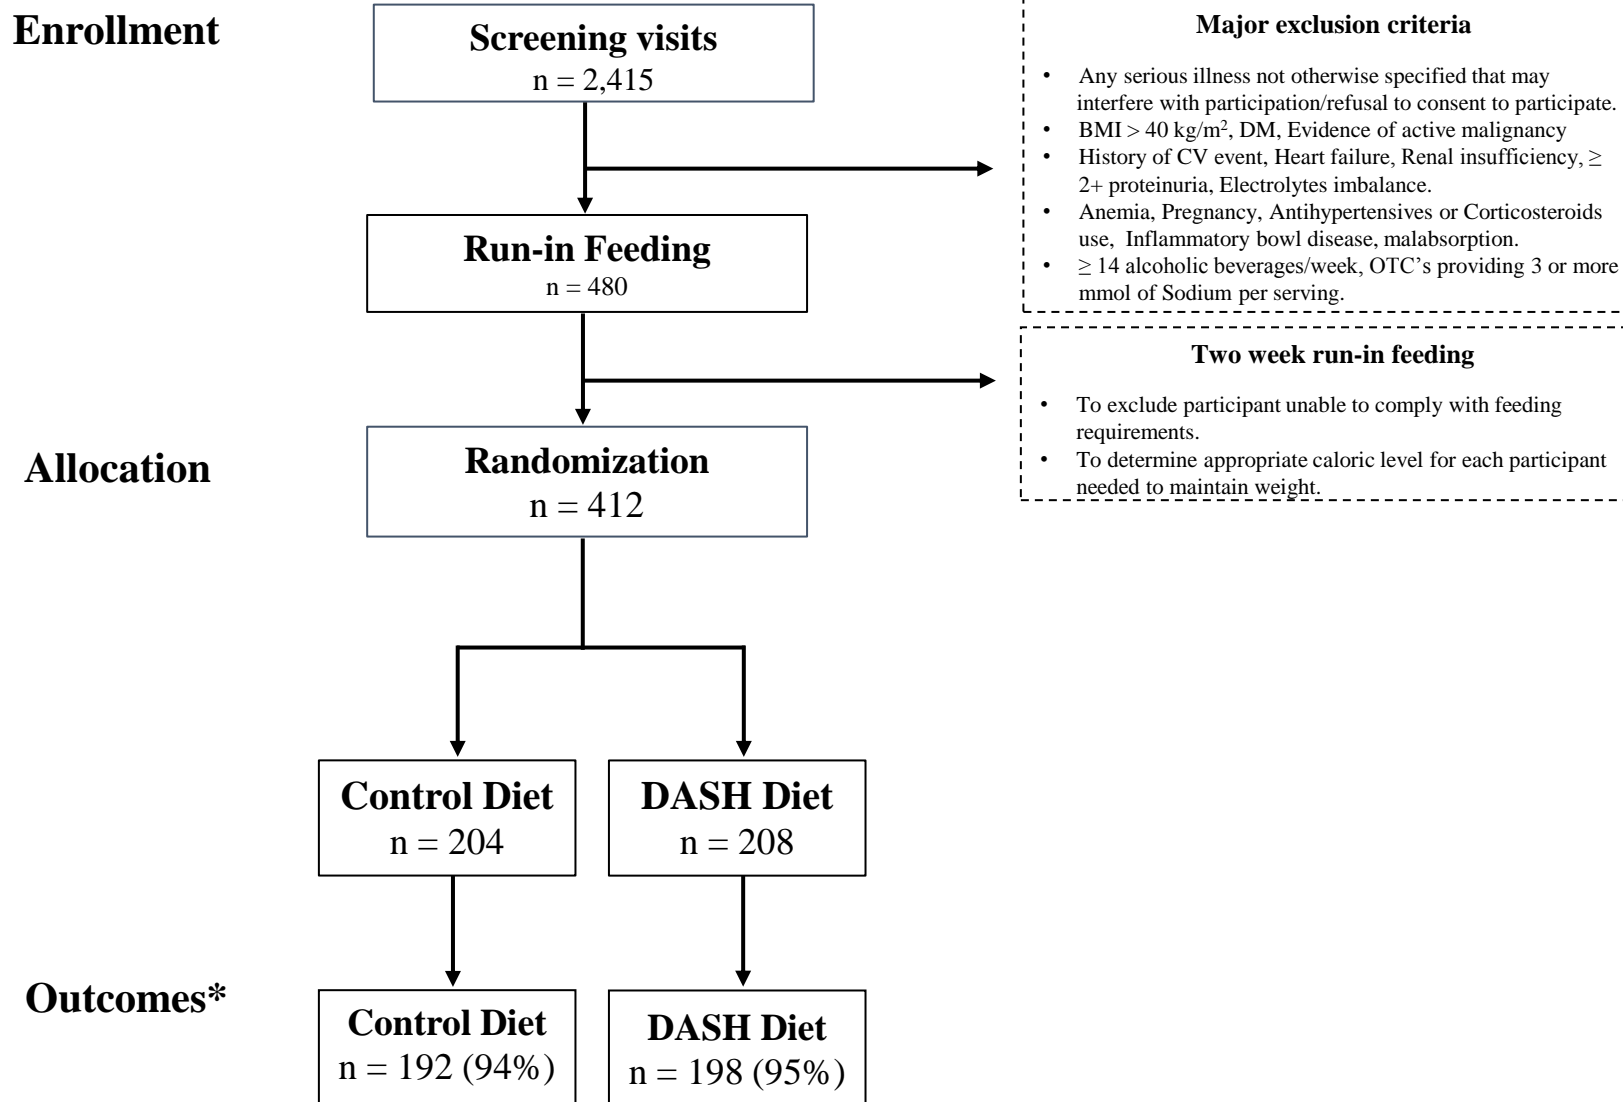 Enrollment
Screening visits
n = 2,415
Major exclusion criteria
• Any serious illness not otherwise specified that may
interfere with participation/refusal to consent to participate.
• BMI > 40 kg/m², DM, Evidence of active malignancy
• History of CV event, Heart failure, Renal insufficiency, ≥
2+ proteinuria, Electrolytes imbalance.
• Anemia, Pregnancy, Antihypertensives or Corticosteroids
use, Inflammatory bowl disease, malabsorption.
• ≥ 14 alcoholic beverages/week, OTC’s providing 3 or more
mmol of Sodium per serving.
Run-in Feeding
n = 480
Two week run-in feeding
• To exclude participant unable to comply with feeding
requirements.
• To determine appropriate caloric level for each participant
needed to maintain weight.
Allocation
Randomization
n = 412
Control Diet
n = 204
DASH Diet
n = 208
Outcomes*
Control Diet
n = 192 (94%)
DASH Diet
n = 198 (95%)